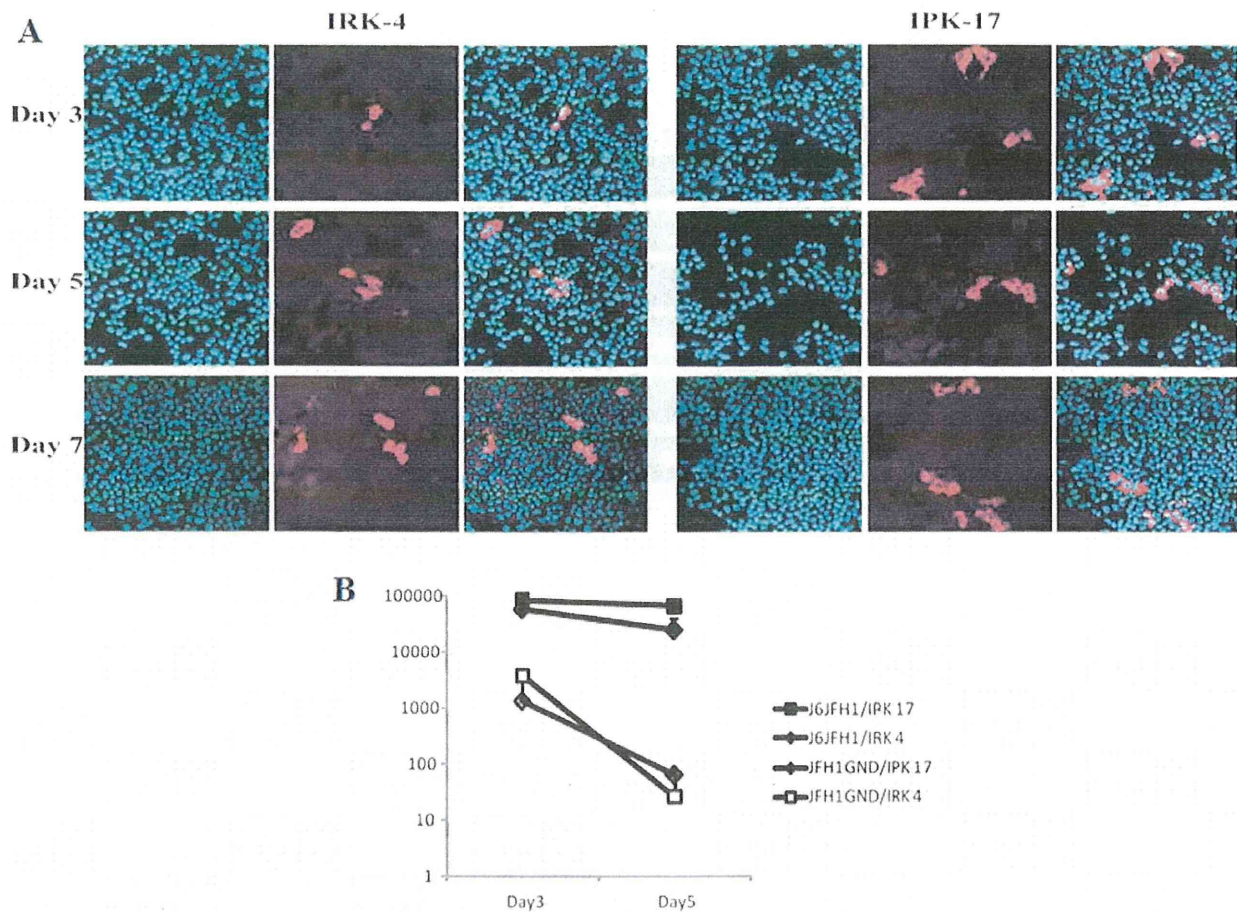 A
IRK-4
IPK-17
Day 3
Day 5
Day 7
B
100000
10000
1000
100
10
1
Day3
Day5
J6JFH1/IPK 17
J6JFH1/IRK 4
JFH1GND/IPK 17
JFH1GND/IRK 4